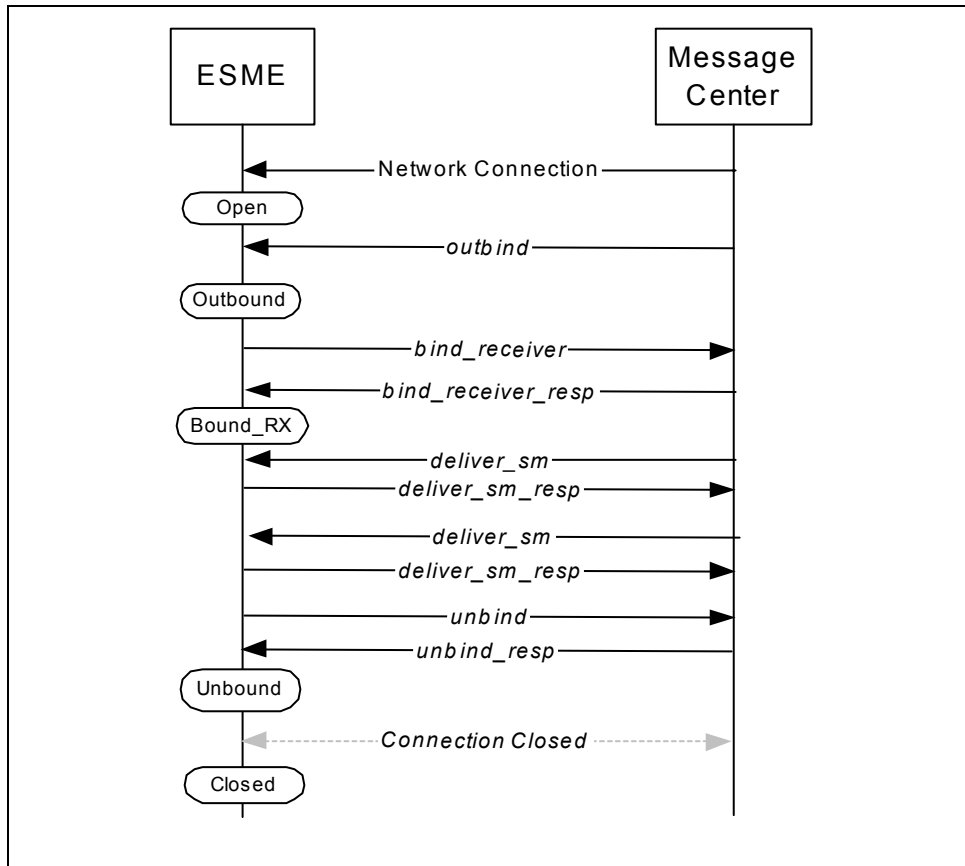 ESME
Message
Center
Network Connection
Open
outbind
Outbound
bind_receiver
bind_receiver_resp
Bound_RX
deliver_sm
deliver_sm_resp
deliver_sm
deliver_sm_resp
unbind
unbind_resp
Unbound
Connection Closed
Closed